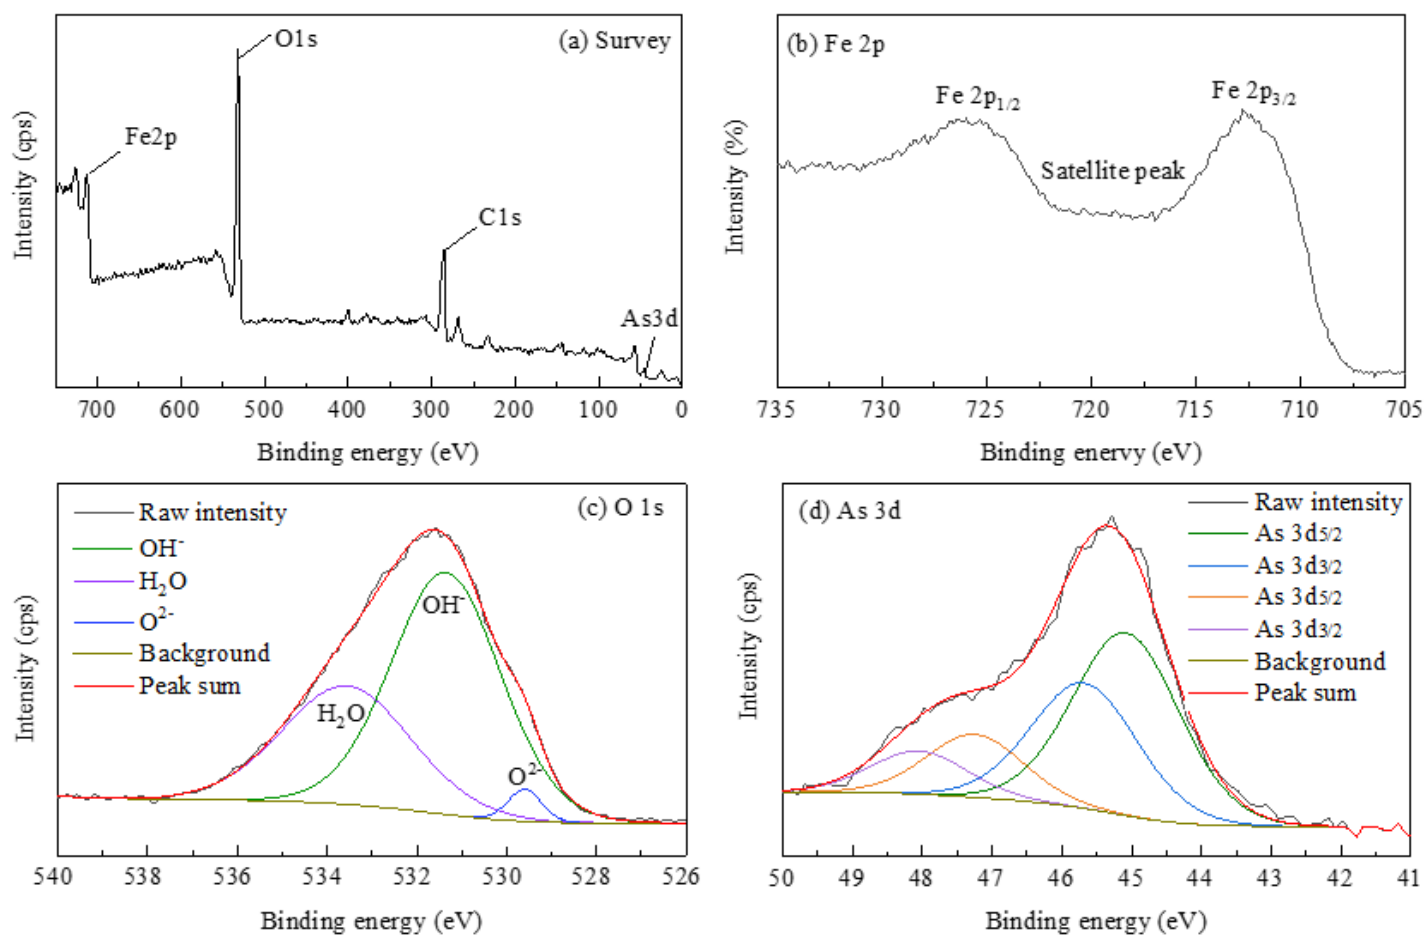 (a) Survey
O1s
Fe2p
C1s
As3d
Intensity (cps)
700 600 500 400 300 200 100 0
Binding energy (eV)
(b) Fe 2p
Fe 2p1/2
Fe 2p3/2
Satellite peak
Intensity (%)
735 730 725 720 715 710 705
Binding enervy (eV)
(c) O 1s
Raw intensity
OH-
H2O
O2-
Background
Peak sum
OH-
H2O
O2-
Intensity (cps)
540 538 536 534 532 530 528 526
Binding energy (eV)
(d) As 3d
Raw intensity
As 3d5/2
As 3d3/2
As 3d5/2
As 3d3/2
Background
Peak sum
Intensity (cps)
50 49 48 47 46 45 44 43 42 41
Binding energy (eV)